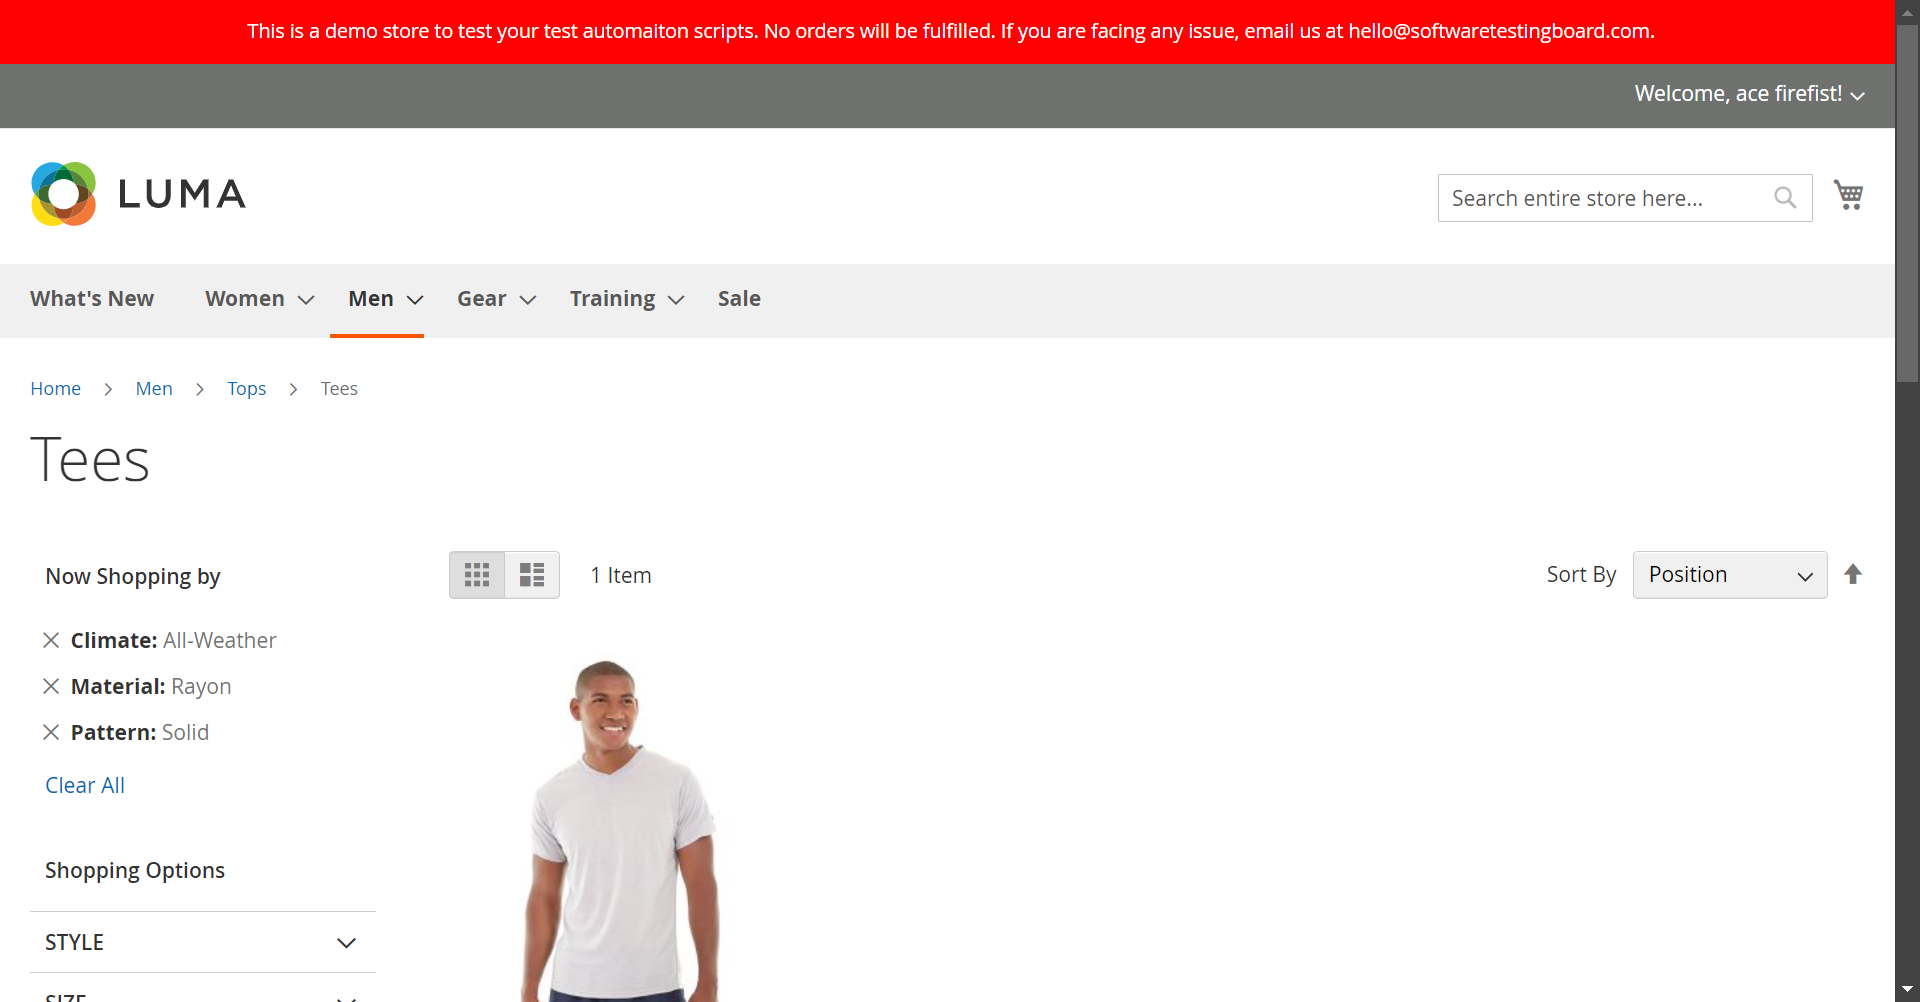 This is a demo store to test your test automaiton scripts. No orders will be fulfilled. If you are facing any issue, email us at hello@softwaretestingboard.com.
Welcome, ace firefist!
LUMA
Search entire store here...
What's New Women Men Gear Training Sale
Home Men Tops Tees
Tees
Now Shopping by
1 Item
Sort By Position
Climate: All-Weather
Material: Rayon
Pattern: Solid
Clear All
Shopping Options
STYLE
SIZE